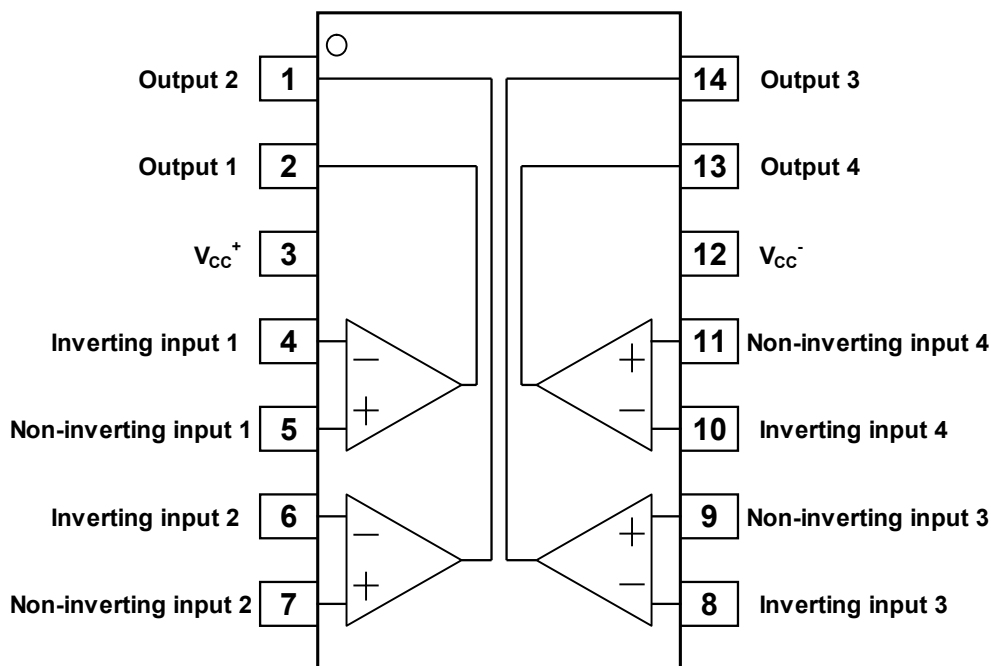 Output 2 1 14 Output 3
Output 1 2 13 Output 4
VCC+ 3 12 VCC-
Inverting input 1 4 − + 11 Non-inverting input 4
Non-inverting input 1 5 + − 10 Inverting input 4
Inverting input 2 6 − + 9 Non-inverting input 3
Non-inverting input 2 7 + − 8 Inverting input 3